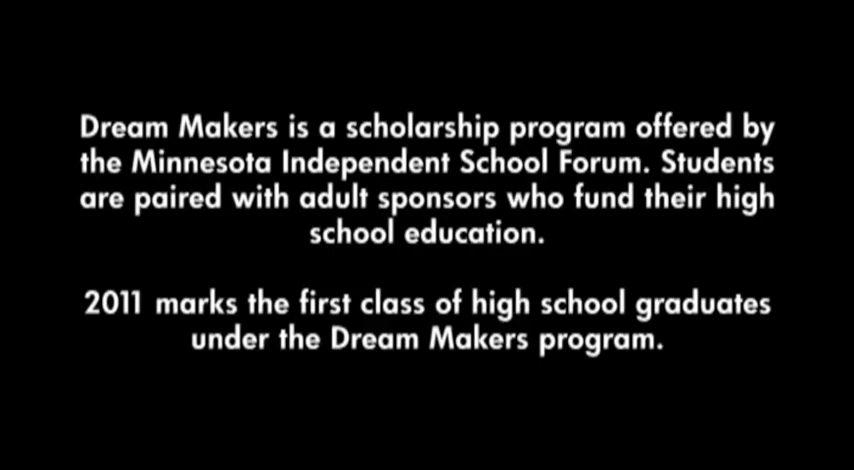 Dream Makers is a scholarship program offered by
the Minnesota Independent School Forum. Students
are paired with adult sponsors who fund their high
school education.
2011 marks the first class of high school graduates
under the Dream Makers program.